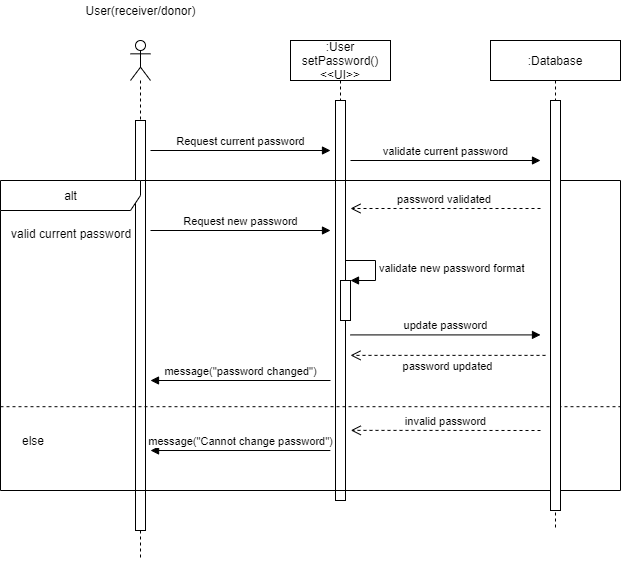 User(receiver/donor)
:User
setPassword()
<<UI>>
:Database
Request current password
validate current password
alt
password validated
Request new password
valid current password
validate new password format
update password
password updated
message("password changed")
invalid password
else
message("Cannot change password")